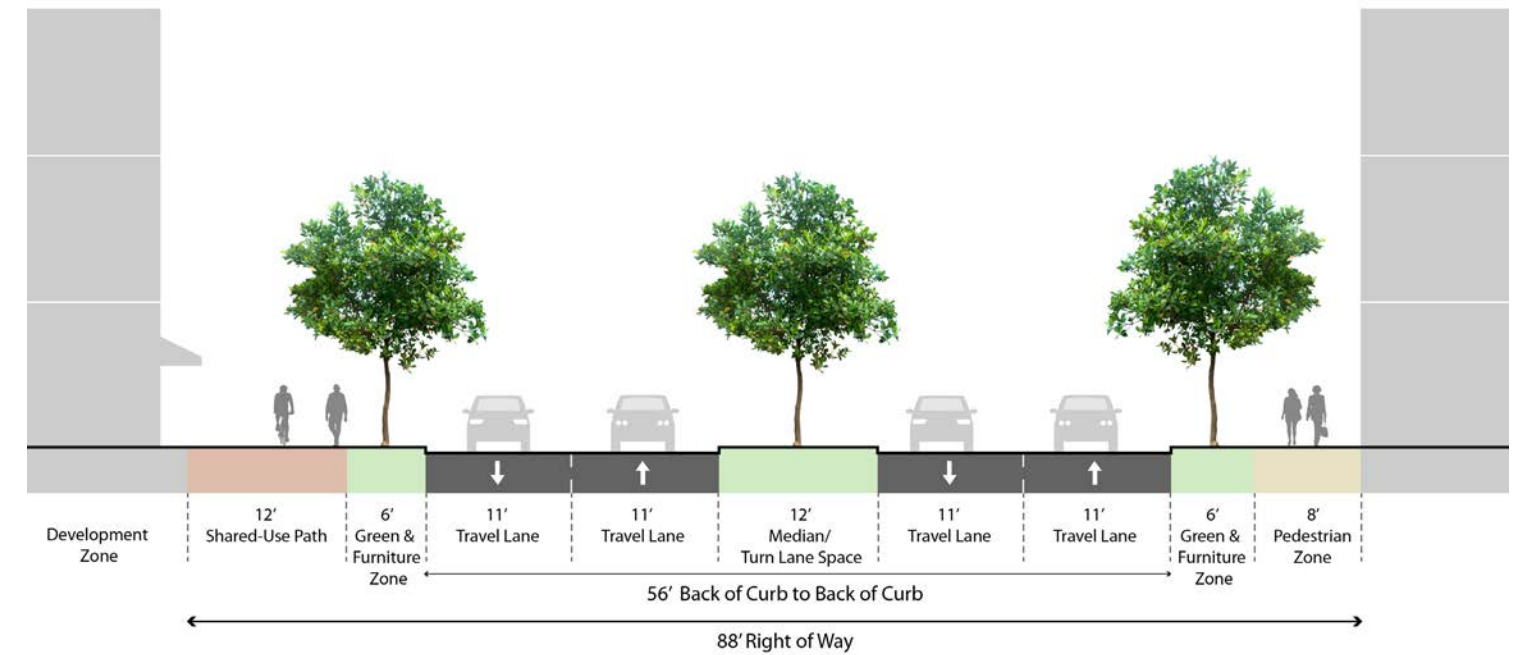 Development
Zone
12'
Shared-Use Path
6'
Green &
Furniture
Zone
11'
Travel Lane
11'
Travel Lane
12'
Median/
Turn Lane Space
11'
Travel Lane
11'
Travel Lane
6'
Green &
Furniture
Zone
8'
Pedestrian
Zone
56' Back of Curb to Back of Curb
88' Right of Way